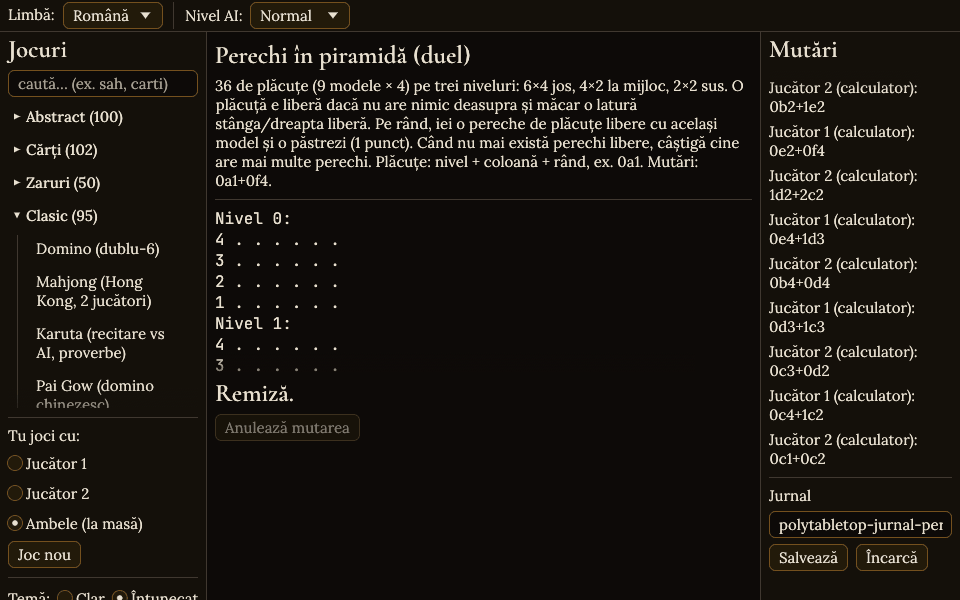 Limbă:
Română
Nivel AI:
Normal
Jocuri
caută... (ex. sah, carti)
Abstract (100)
Cărți (102)
Zaruri (50)
Clasic (95)
Domino (dublu-6)
Mahjong (Hong
Kong, 2 jucători)
Karuta (recitare vs
AI, proverbe)
Pai Gow (domino
chinezesc)
Tu joci cu:
Jucător 1
Jucător 2
Ambele (la masă)
Joc nou
Temă:
Clar
Întunecat
Perechi în piramidă (duel)
36 de plăcuțe (9 modele × 4) pe trei niveluri: 6×4 jos, 4×2 la mijloc, 2×2 sus. O
plăcuță e liberă dacă nu are nimic deasupra și măcar o latură
stânga/dreapta liberă. Pe rând, iei o pereche de plăcuțe libere cu același
model și o păstrezi (1 punct). Când nu mai există perechi libere, câștigă cine
are mai multe perechi. Plăcuțe: nivel + coloană + rând, ex. 0a1. Mutări:
0a1+0f4.
Nivel 0:
4 . . . . . .
3 . . . . . .
2 . . . . . .
1 . . . . . .
Nivel 1:
4 . . . . . .
3 . . . . . .
Remiză.
Anulează mutarea
Mutări
Jucător 2 (calculator):
0b2+1e2
Jucător 1 (calculator):
0e2+0f4
Jucător 2 (calculator):
1d2+2c2
Jucător 1 (calculator):
0e4+1d3
Jucător 2 (calculator):
0b4+0d4
Jucător 1 (calculator):
0d3+1c3
Jucător 2 (calculator):
0c3+0d2
Jucător 1 (calculator):
0c4+1c2
Jucător 2 (calculator):
0c1+0c2
Jurnal
polytabletop-jurnal-per
Salvează
Încarcă